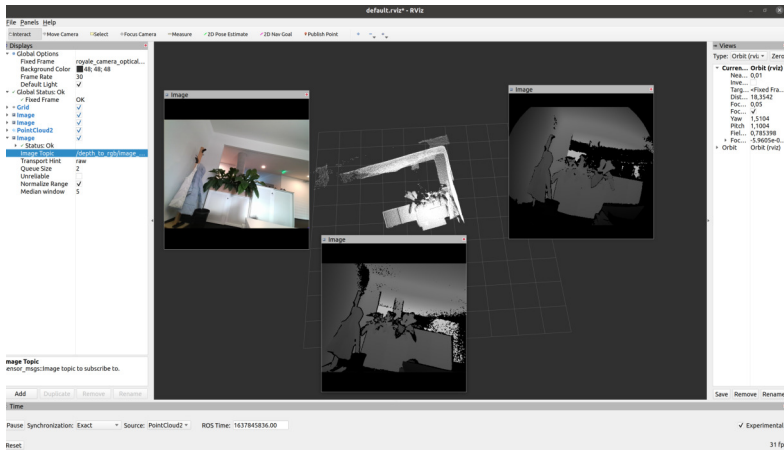 default.rviz* - RViz
File Panels Help
Interact Move Camera Select Focus Camera Measure 2D Pose Estimate 2D Nav Goal Publish Point
Displays
Global Options
Fixed Frame royale_camera_optical...
Background Color 48; 48; 48
Frame Rate 30
Default Light ✓
Global Status: Ok
Fixed Frame OK
Grid ✓
Image ✓
Image ✓
PointCloud2 ✓
Image ✓
Status: Ok
Image Topic /depth_to_rgb/image_...
Transport Hint raw
Queue Size 2
Unreliable
Normalize Range ✓
Median window 5
Image Topic
sensor_msgs::Image topic to subscribe to.
Add Duplicate Remove Rename
Image
Image
Image
Views
Type: Orbit (rvi: Zero
Curren... Orbit (rviz)
Nea... 0,01
Inve...
Targ... <Fixed Fra...
Dist... 18,3542
Foc... 0,05
Foc... ✓
Yaw 1,5104
Pitch 1,1004
Fiel... 0,785398
Foc... -5.9605e-0...
Orbit Orbit (rviz)
Save Remove Rename
Time
Pause Synchronization: Exact Source: PointCloud2 ROS Time: 1637845836.00 ✓ Experimental
Reset 31 fp